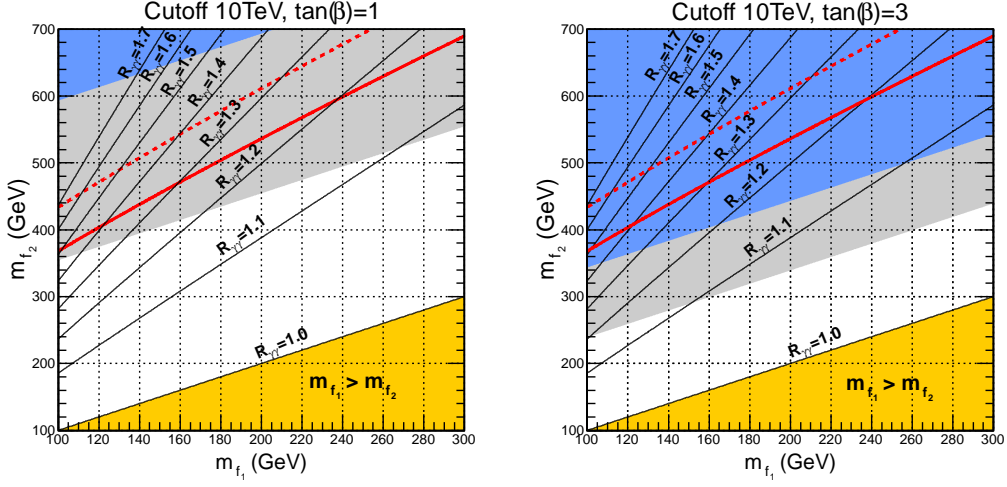 Cutoff 10TeV, tan(β)=1
m_f₂ (GeV)
700
600
500
400
300
200
100
R_γγ=1.7
R_γγ=1.6
R_γγ=1.5
R_γγ=1.4
R_γγ=1.3
R_γγ=1.2
R_γγ=1.1
R_γγ=1.0
m_f₁ > m_f₂
100 120 140 160 180 200 220 240 260 280 300
m_f₁ (GeV)
Cutoff 10TeV, tan(β)=3
m_f₂ (GeV)
700
600
500
400
300
200
100
R_γγ=1.7
R_γγ=1.6
R_γγ=1.5
R_γγ=1.4
R_γγ=1.3
R_γγ=1.2
R_γγ=1.1
R_γγ=1.0
m_f₁ > m_f₂
100 120 140 160 180 200 220 240 260 280 300
m_f₁ (GeV)